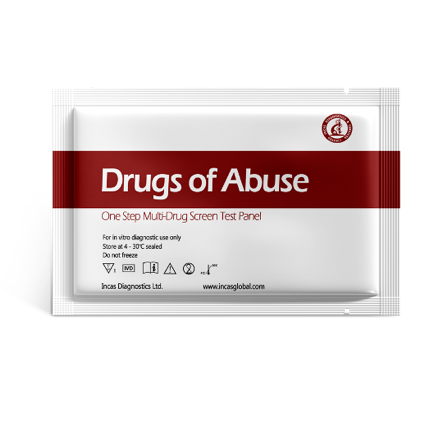 Drugs of Abuse
One Step Multi-Drug Screen Test Panel
For in vitro diagnostic use only
Store at 4 - 30°C sealed
Do not freeze
IVD
Incas Diagnostics Ltd. www.incasglobal.com